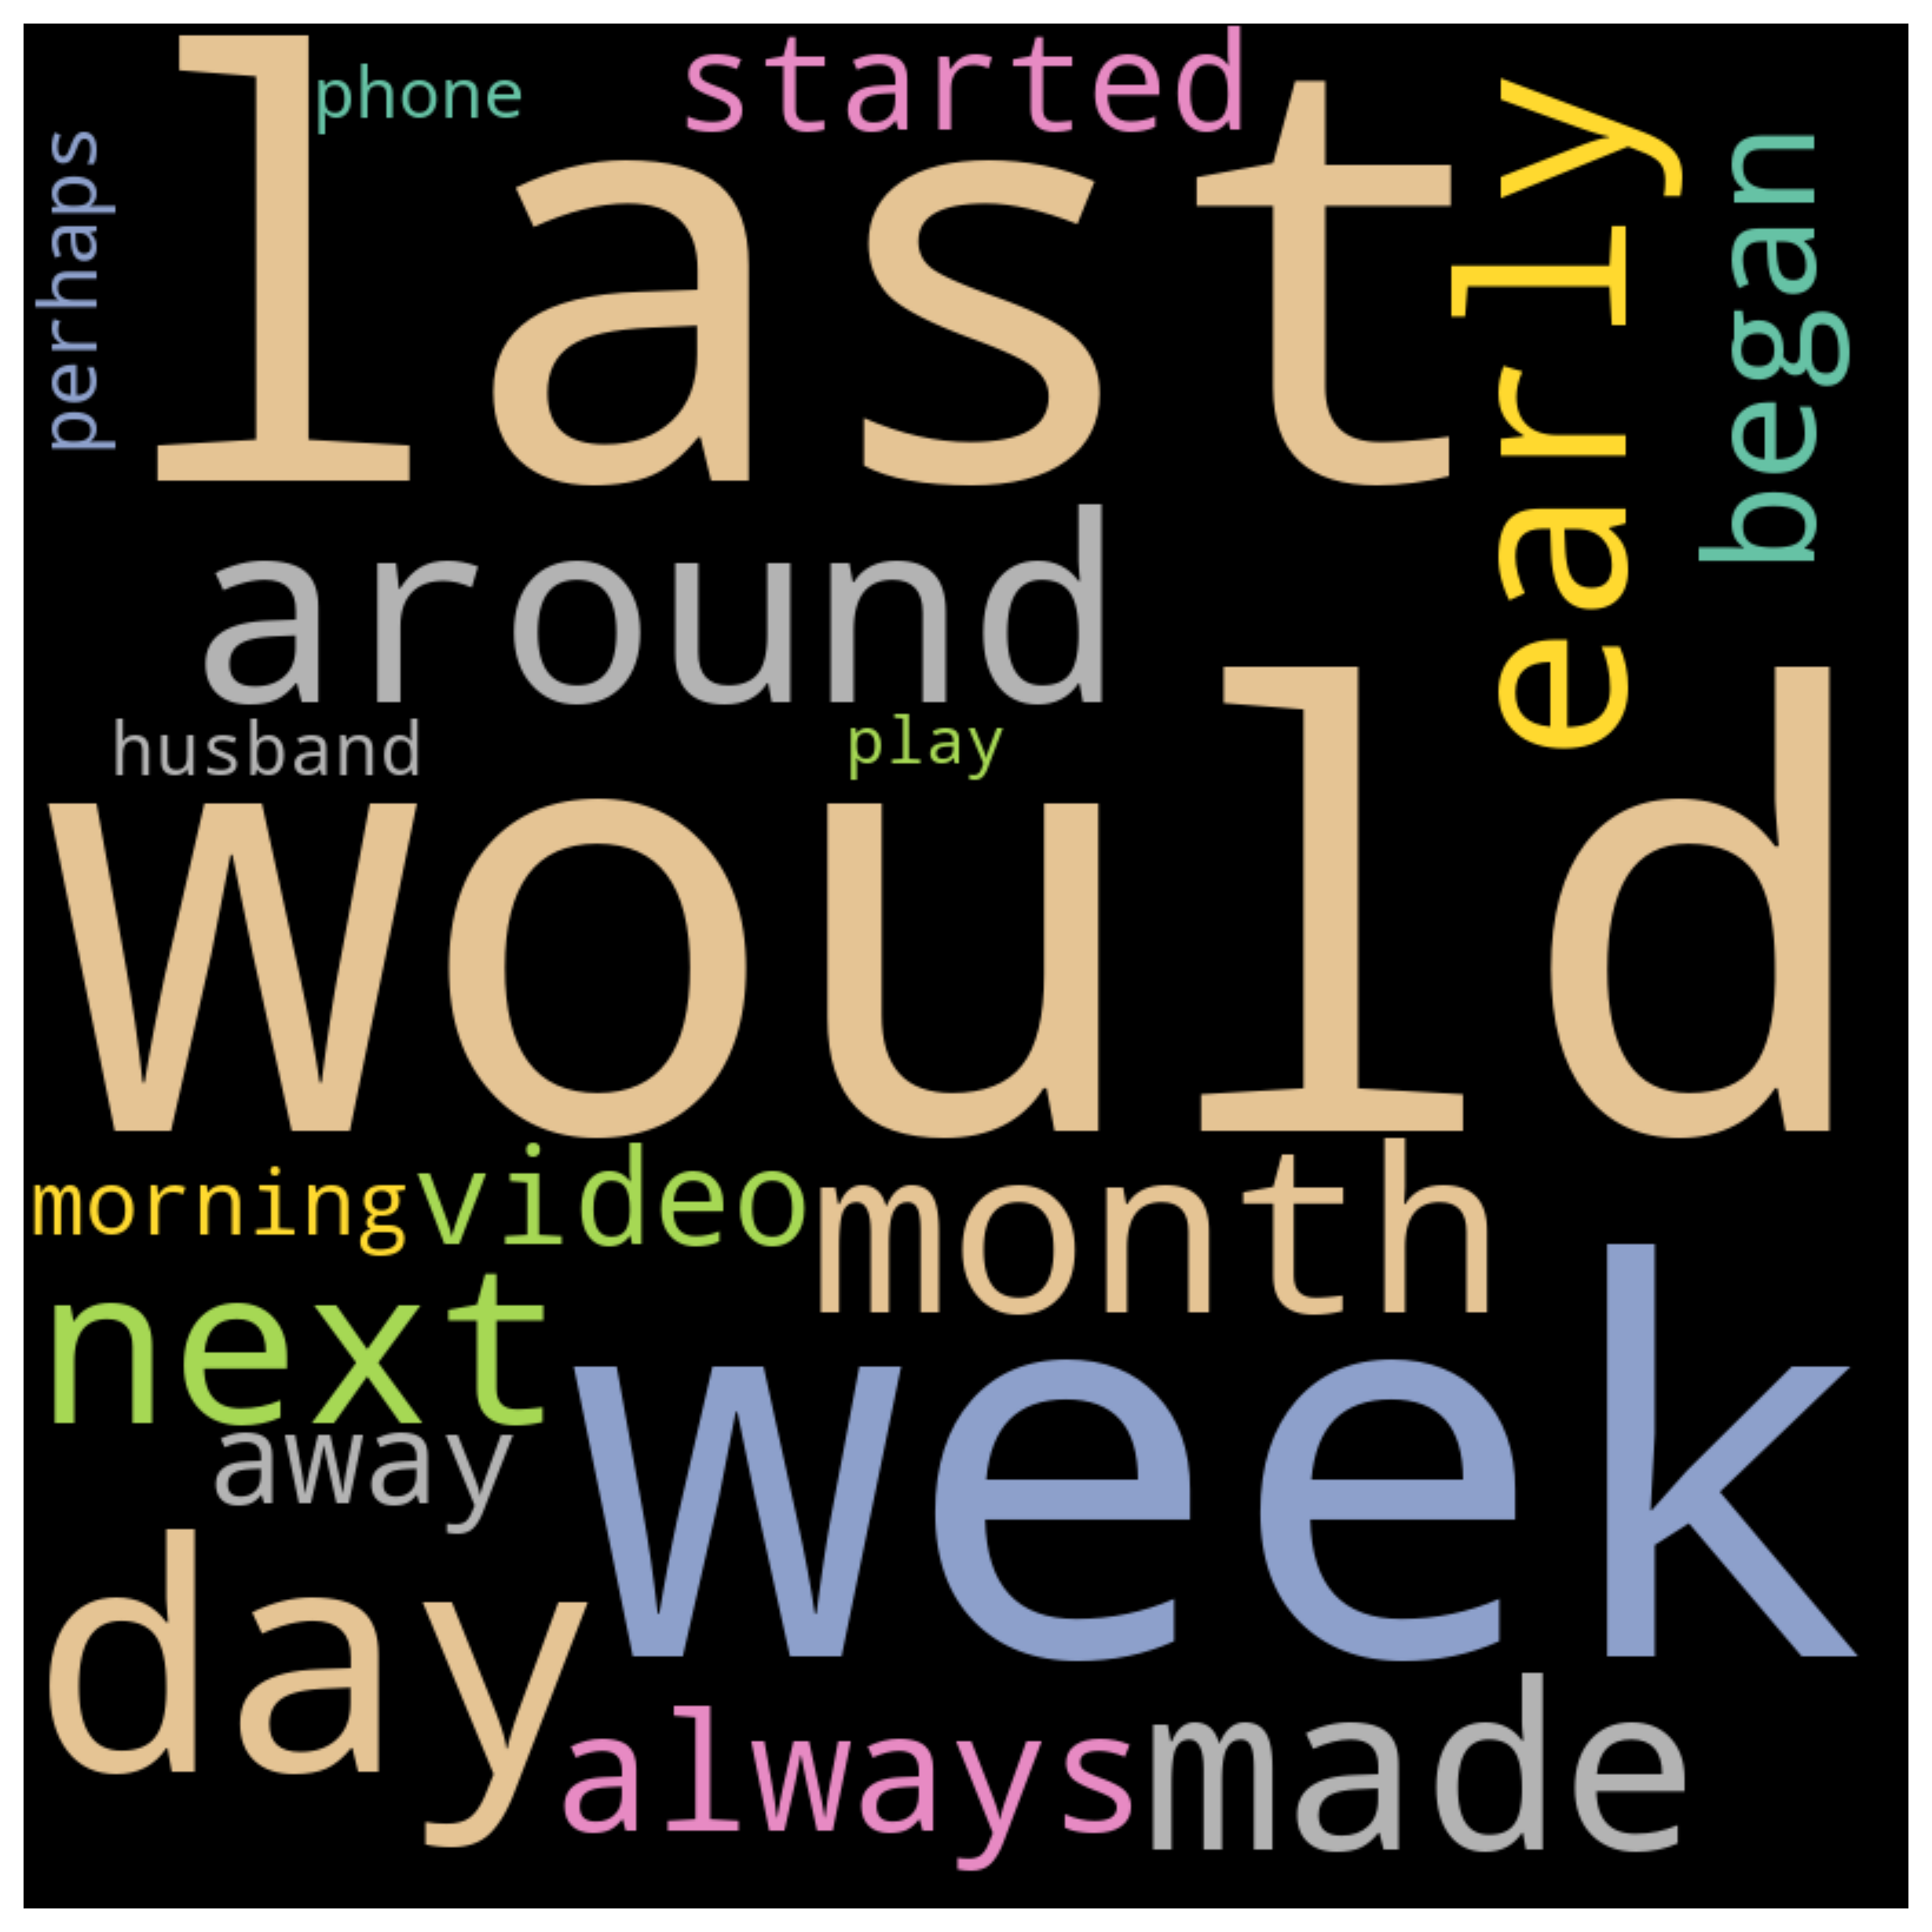 started
phone
last
perhaps
early
began
around
husband
play
would
morning
video
month
next
week
away
day
always
made